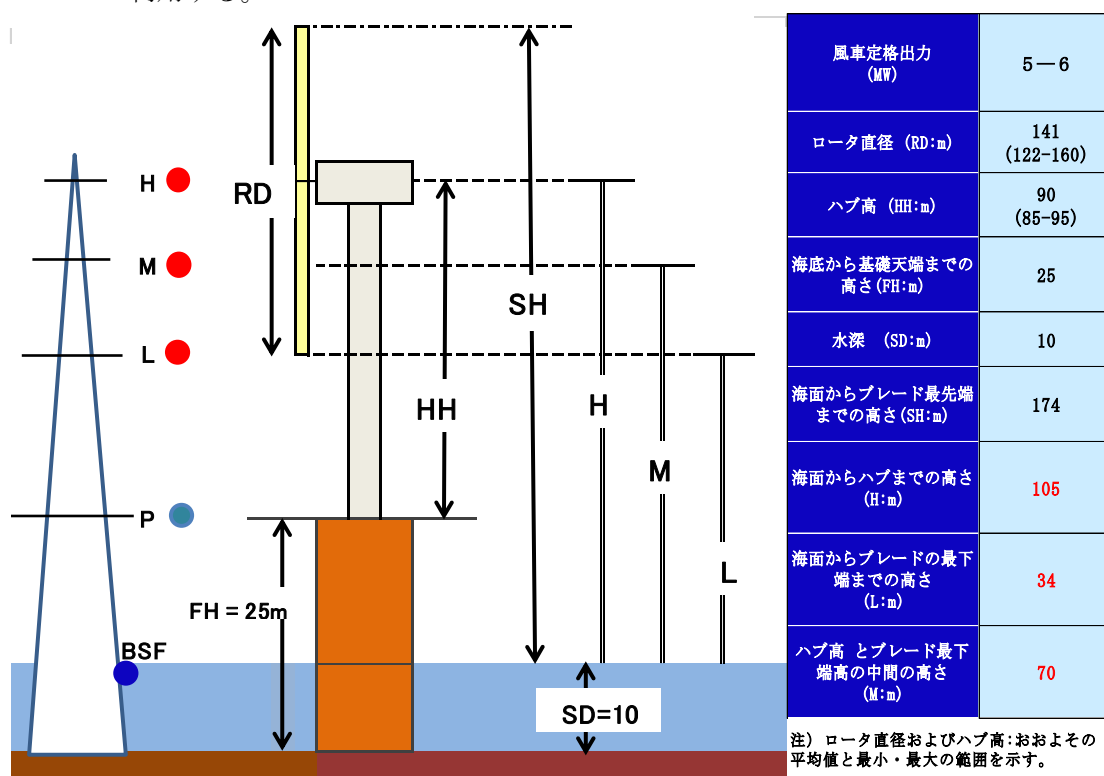 H
M
L
P
BSF
RD
SH
HH
H
M
L
FH = 25m
SD=10
風車定格出力
(MW)
5－6
ロータ直径 (RD:m)
141
(122-160)
ハブ高 (HH:m)
90
(85-95)
海底から基礎天端までの
高さ(FH:m)
25
水深 (SD:m)
10
海面からブレード最先端
までの高さ(SH:m)
174
海面からハブまでの高さ
(H:m)
105
海面からブレードの最下
端までの高さ
(L:m)
34
ハブ高 とブレード最下
端高の中間の高さ
(M:m)
70
注) ロータ直径およびハブ高:おおよその
平均値と最小・最大の範囲を示す。